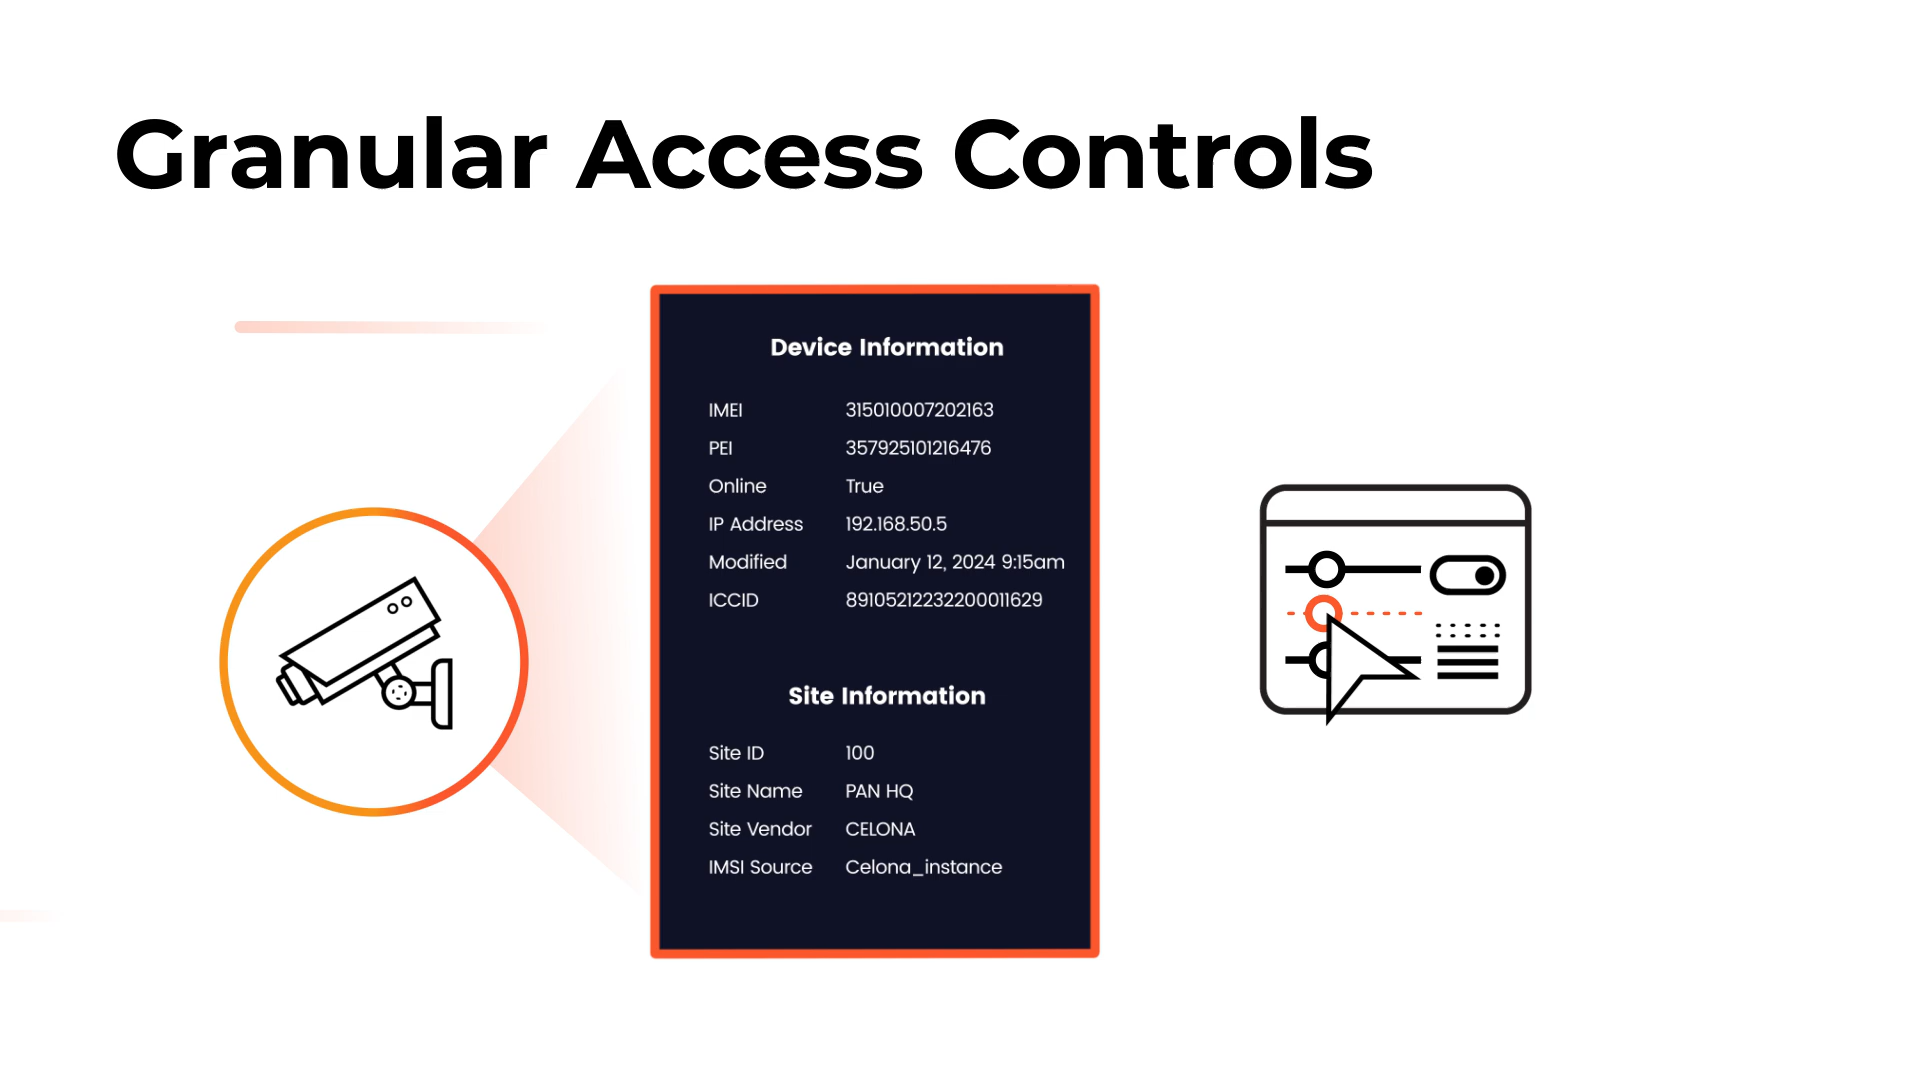 Granular Access Controls
Device Information
IMEI 315010007202163
PEI 357925101216476
Online True
IP Address 192.168.50.5
Modified January 12, 2024 9:15am
ICCID 89105212232200011629
Site Information
Site ID 100
Site Name PAN HQ
Site Vendor CELONA
IMSI Source Celona_instance